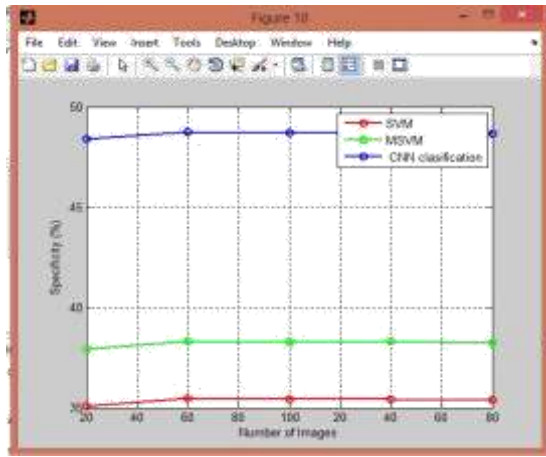 Figure 10
File Edit View Insert Tools Desktop Window Help
50
SVM
MSVM
CNN clasification
45
Specificity (%)
40
20 40 60 80 100 20 40 60 80
Number of Images